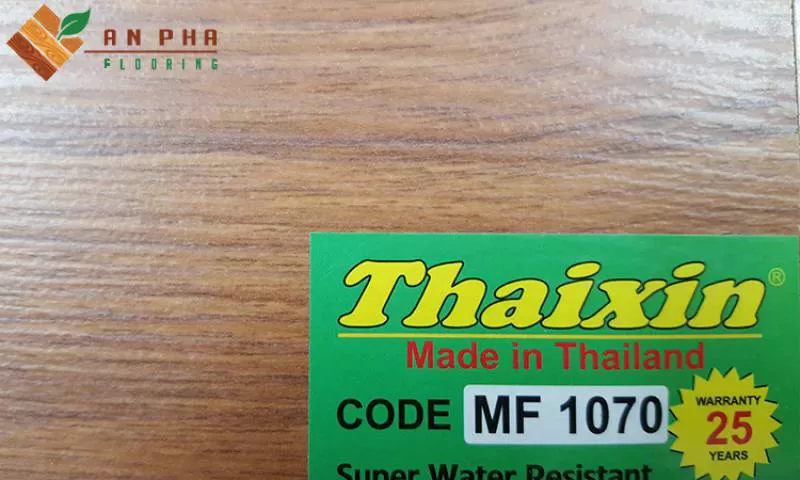 AN PHA
FLOORING
Thaixin®
Made in Thailand
CODE MF 1070
WARRANTY
25
YEARS
Super Water Resistant